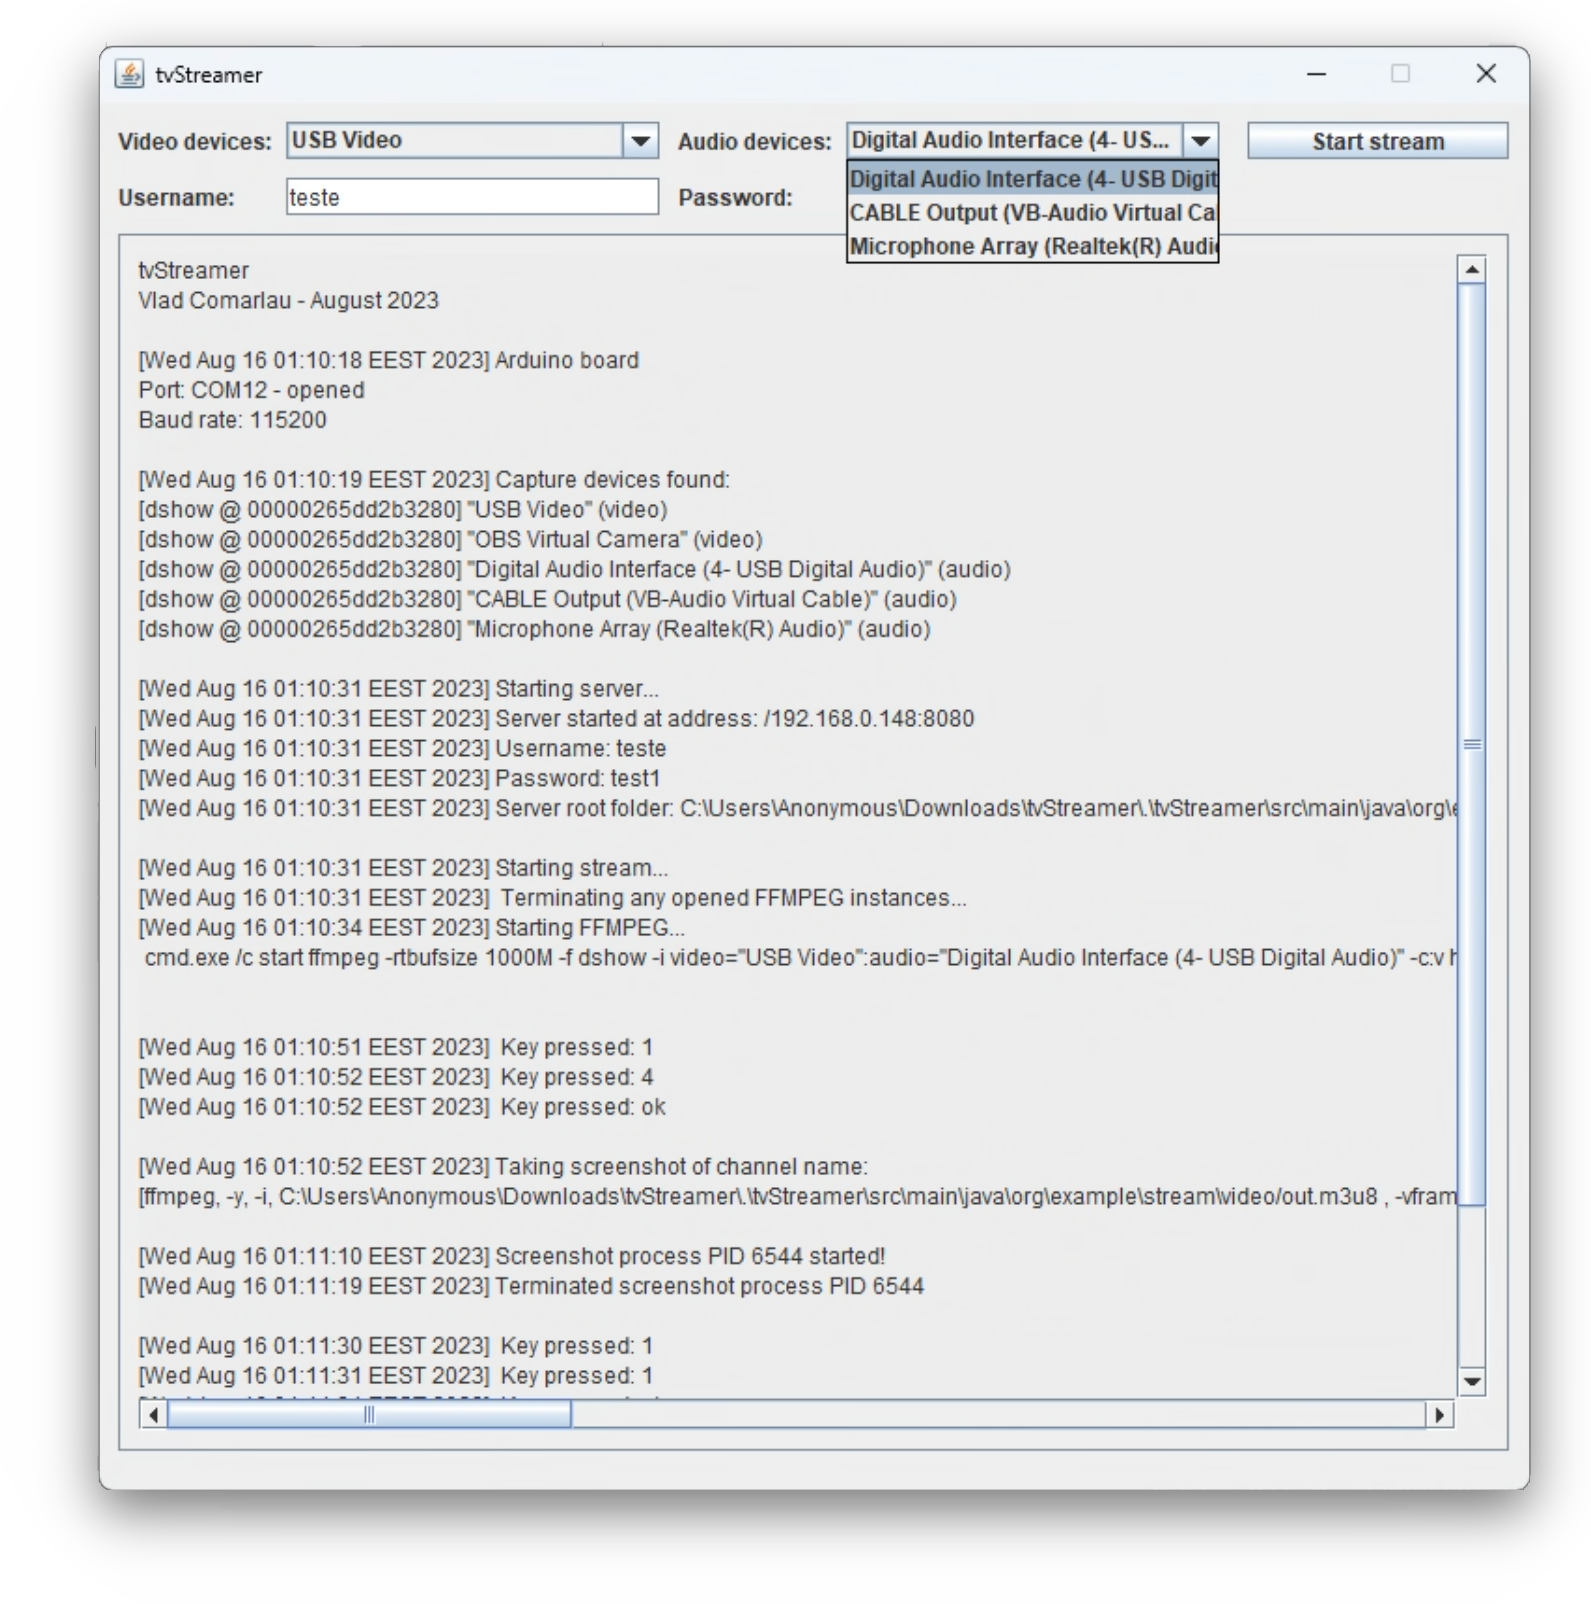 tvStreamer
Video devices: USB Video Audio devices: Digital Audio Interface (4- US... Start stream
Username: teste Password:
Digital Audio Interface (4- USB Digit
CABLE Output (VB-Audio Virtual Ca
Microphone Array (Realtek(R) Audi
tvStreamer
Vlad Comarlau - August 2023
[Wed Aug 16 01:10:18 EEST 2023] Arduino board
Port: COM12 - opened
Baud rate: 115200
[Wed Aug 16 01:10:19 EEST 2023] Capture devices found:
[dshow @ 00000265dd2b3280] "USB Video" (video)
[dshow @ 00000265dd2b3280] "OBS Virtual Camera" (video)
[dshow @ 00000265dd2b3280] "Digital Audio Interface (4- USB Digital Audio)" (audio)
[dshow @ 00000265dd2b3280] "CABLE Output (VB-Audio Virtual Cable)" (audio)
[dshow @ 00000265dd2b3280] "Microphone Array (Realtek(R) Audio)" (audio)
[Wed Aug 16 01:10:31 EEST 2023] Starting server...
[Wed Aug 16 01:10:31 EEST 2023] Server started at address: /192.168.0.148:8080
[Wed Aug 16 01:10:31 EEST 2023] Username: teste
[Wed Aug 16 01:10:31 EEST 2023] Password: test1
[Wed Aug 16 01:10:31 EEST 2023] Server root folder: C:\Users\Anonymous\Downloads\tvStreamer\.\tvStreamer\src\main\java\org\e
[Wed Aug 16 01:10:31 EEST 2023] Starting stream...
[Wed Aug 16 01:10:31 EEST 2023]  Terminating any opened FFMPEG instances...
[Wed Aug 16 01:10:34 EEST 2023] Starting FFMPEG...
cmd.exe /c start ffmpeg -rtbufsize 1000M -f dshow -i video="USB Video":audio="Digital Audio Interface (4- USB Digital Audio)" -c:v h
[Wed Aug 16 01:10:51 EEST 2023]  Key pressed: 1
[Wed Aug 16 01:10:52 EEST 2023]  Key pressed: 4
[Wed Aug 16 01:10:52 EEST 2023]  Key pressed: ok
[Wed Aug 16 01:10:52 EEST 2023] Taking screenshot of channel name:
[ffmpeg, -y, -i, C:\Users\Anonymous\Downloads\tvStreamer\.\tvStreamer\src\main\java\org\example\stream\video/out.m3u8 , -vfram
[Wed Aug 16 01:11:10 EEST 2023] Screenshot process PID 6544 started!
[Wed Aug 16 01:11:19 EEST 2023] Terminated screenshot process PID 6544
[Wed Aug 16 01:11:30 EEST 2023]  Key pressed: 1
[Wed Aug 16 01:11:31 EEST 2023]  Key pressed: 1